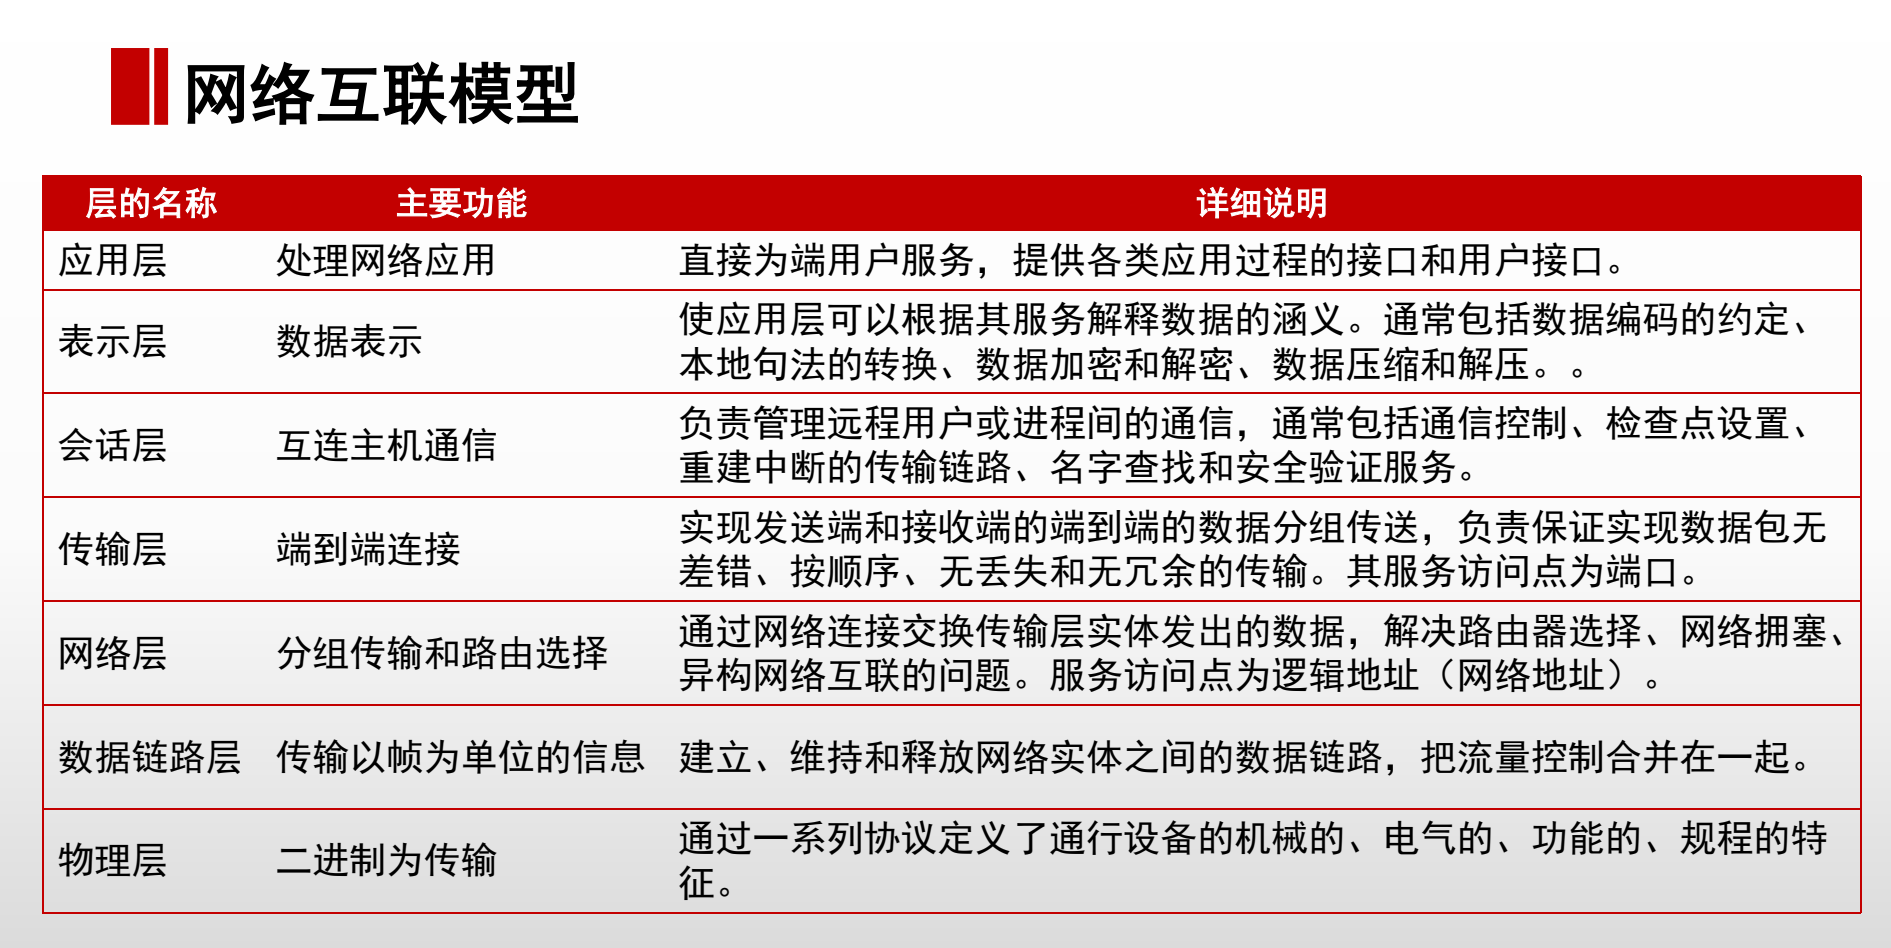 网络互联模型
层的名称 主要功能 详细说明
应用层 处理网络应用 直接为端用户服务，提供各类应用过程的接口和用户接口。
表示层 数据表示 使应用层可以根据其服务解释数据的涵义。通常包括数据编码的约定、
本地句法的转换、数据加密和解密、数据压缩和解压。。
会话层 互连主机通信 负责管理远程用户或进程间的通信，通常包括通信控制、检查点设置、
重建中断的传输链路、名字查找和安全验证服务。
传输层 端到端连接 实现发送端和接收端的端到端的数据分组传送，负责保证实现数据包无
差错、按顺序、无丢失和无冗余的传输。其服务访问点为端口。
网络层 分组传输和路由选择 通过网络连接交换传输层实体发出的数据，解决路由器选择、网络拥塞、
异构网络互联的问题。服务访问点为逻辑地址（网络地址）。
数据链路层 传输以帧为单位的信息 建立、维持和释放网络实体之间的数据链路，把流量控制合并在一起。
物理层 二进制为传输 通过一系列协议定义了通行设备的机械的、电气的、功能的、规程的特
征。